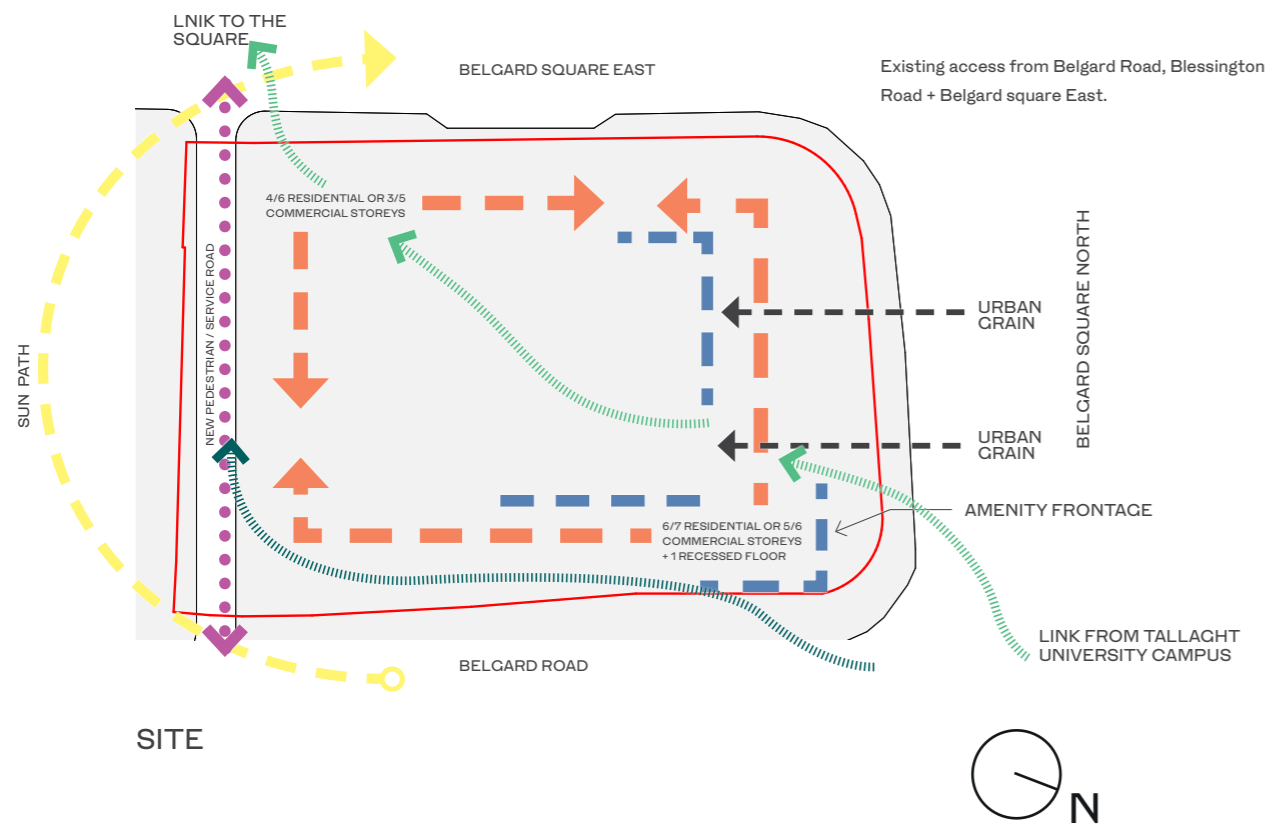 LNIK TO THE
SQUARE
BELGARD SQUARE EAST
Existing access from Belgard Road, Blessington
Road + Belgard square East.
4/6 RESIDENTIAL OR 3/5
COMMERCIAL STOREYS
NEW PEDESTRIAN / SERVICE ROAD
SUN PATH
URBAN
GRAIN
BELGARD SQUARE NORTH
URBAN
GRAIN
AMENITY FRONTAGE
6/7 RESIDENTIAL OR 5/6
COMMERCIAL STOREYS
+ 1 RECESSED FLOOR
LINK FROM TALLAGHT
UNIVERSITY CAMPUS
BELGARD ROAD
SITE
N